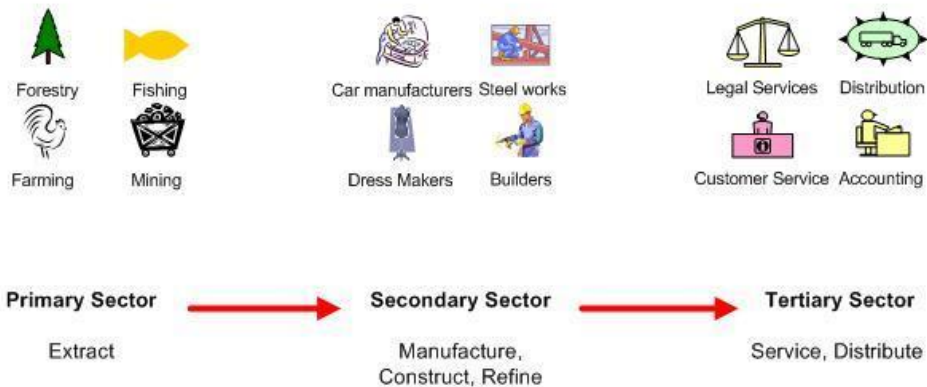 Forestry
Fishing
Farming
Mining
Car manufacturers
Steel works
Dress Makers
Builders
Legal Services
Distribution
Customer Service
Accounting
Primary Sector
Extract
Secondary Sector
Manufacture,
Construct, Refine
Tertiary Sector
Service, Distribute